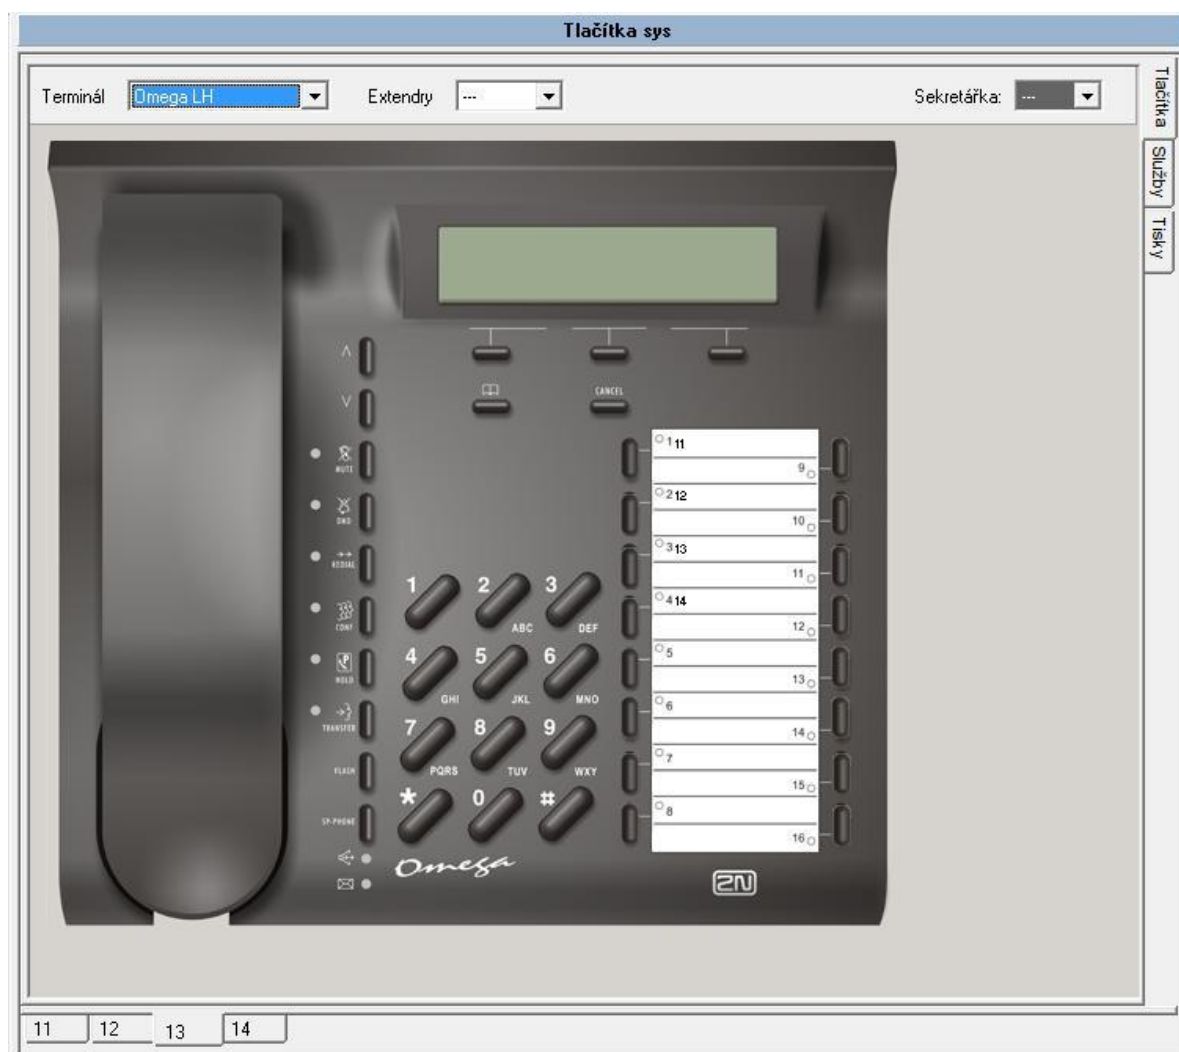 Tlačítka sys
Terminál Omega LH Extendry --- Sekretářka: ---
Tlačítka
Služby
Tisky
CANCEL
MUTE
DND
REDIAL
CONF
HOLD
TRANSFER
FLASH
SP-PHONE
1 2 ABC 3 DEF
4 GHI 5 JKL 6 MNO
7 PQRS 8 TUV 9 WXY
* 0 #
1 11
9
2 12
10
3 13
11
4 14
12
5
13
6
14
7
15
8
16
Omega
2N
11 12 13 14